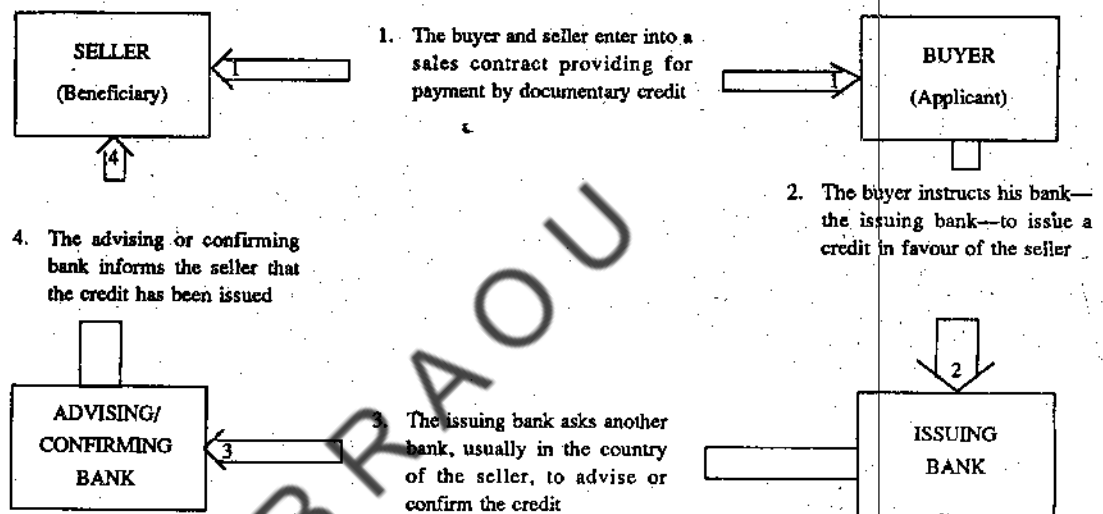 SELLER
(Beneficiary)
1
1. The buyer and seller enter into a
sales contract providing for
payment by documentary credit
1
BUYER
(Applicant)
4
2. The buyer instructs his bank—
the issuing bank—to issue a
credit in favour of the seller
4. The advising or confirming
bank informs the seller that
the credit has been issued
2
ADVISING/
CONFIRMING
BANK
3
3. The issuing bank asks another
bank, usually in the country
of the seller, to advise or
confirm the credit
ISSUING
BANK
BRAOU